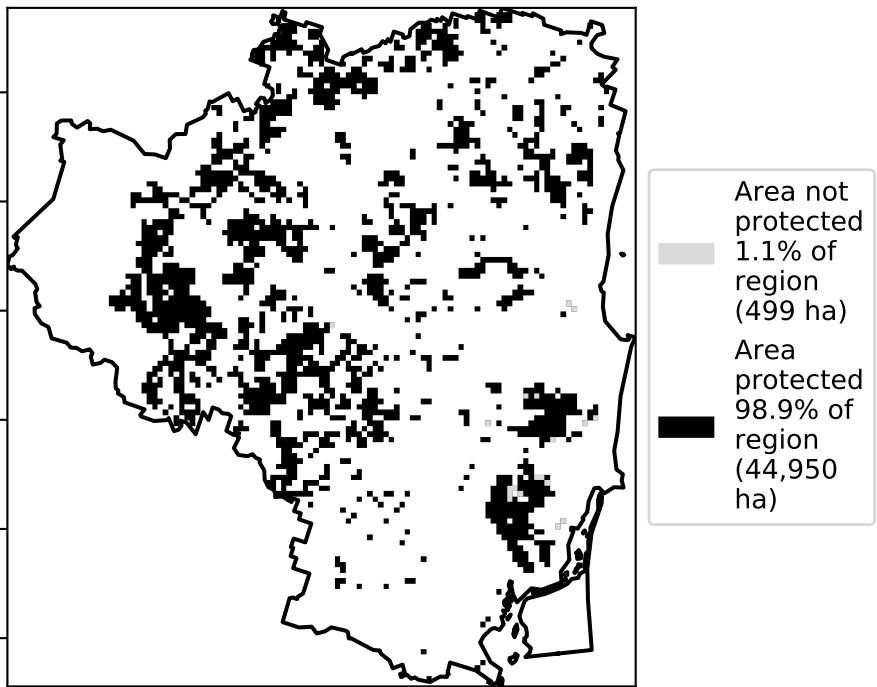 Area not
protected
1.1% of
region
(499 ha)
Area
protected
98.9% of
region
(44,950
ha)